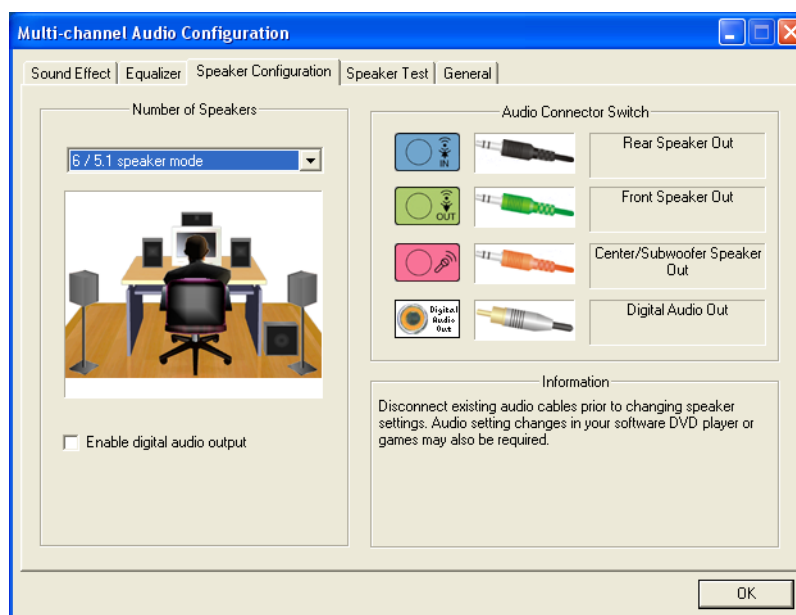 Multi-channel Audio Configuration
Sound Effect
Equalizer
Speaker Configuration
Speaker Test
General
Number of Speakers
6 / 5.1 speaker mode
Enable digital audio output
Audio Connector Switch
IN
Rear Speaker Out
OUT
Front Speaker Out
Center/Subwoofer Speaker
Out
Digital
Audio
Out
Digital Audio Out
Information
Disconnect existing audio cables prior to changing speaker
settings. Audio setting changes in your software DVD player or
games may also be required.
OK